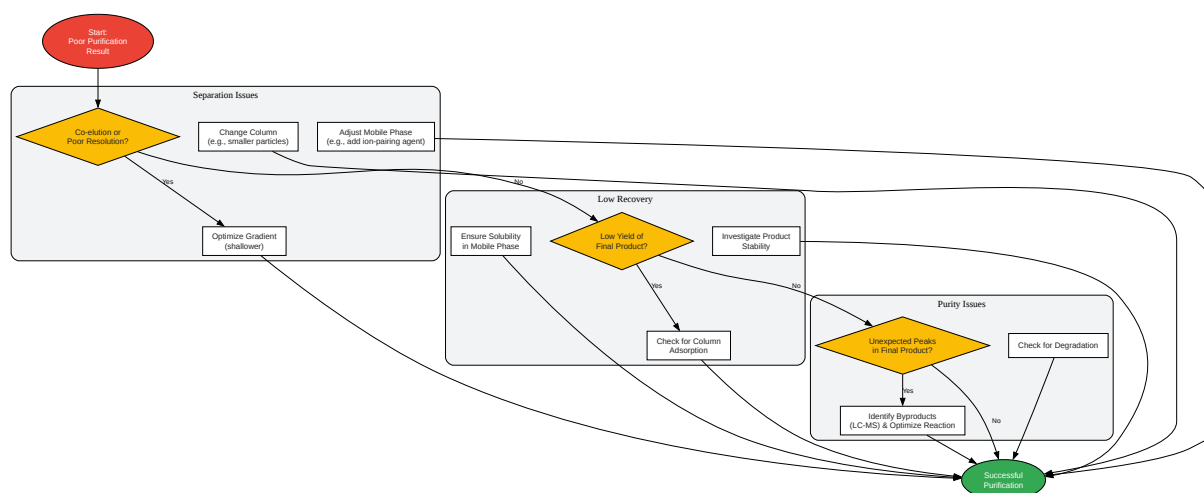 Start:
Poor Purification
Result
Separation Issues
Co-elution or
Poor Resolution?
Change Column
(e.g., smaller particles)
Adjust Mobile Phase
(e.g., add ion-pairing agent)
Yes
No
Optimize Gradient
(shallower)
Low Recovery
Ensure Solubility
in Mobile Phase
Low Yield of
Final Product?
Investigate Product
Stability
Yes
No
Check for Column
Adsorption
Purity Issues
Unexpected Peaks
in Final Product?
Check for Degradation
Yes
No
Identify Byproducts
(LC-MS) & Optimize Reaction
Successful
Purification